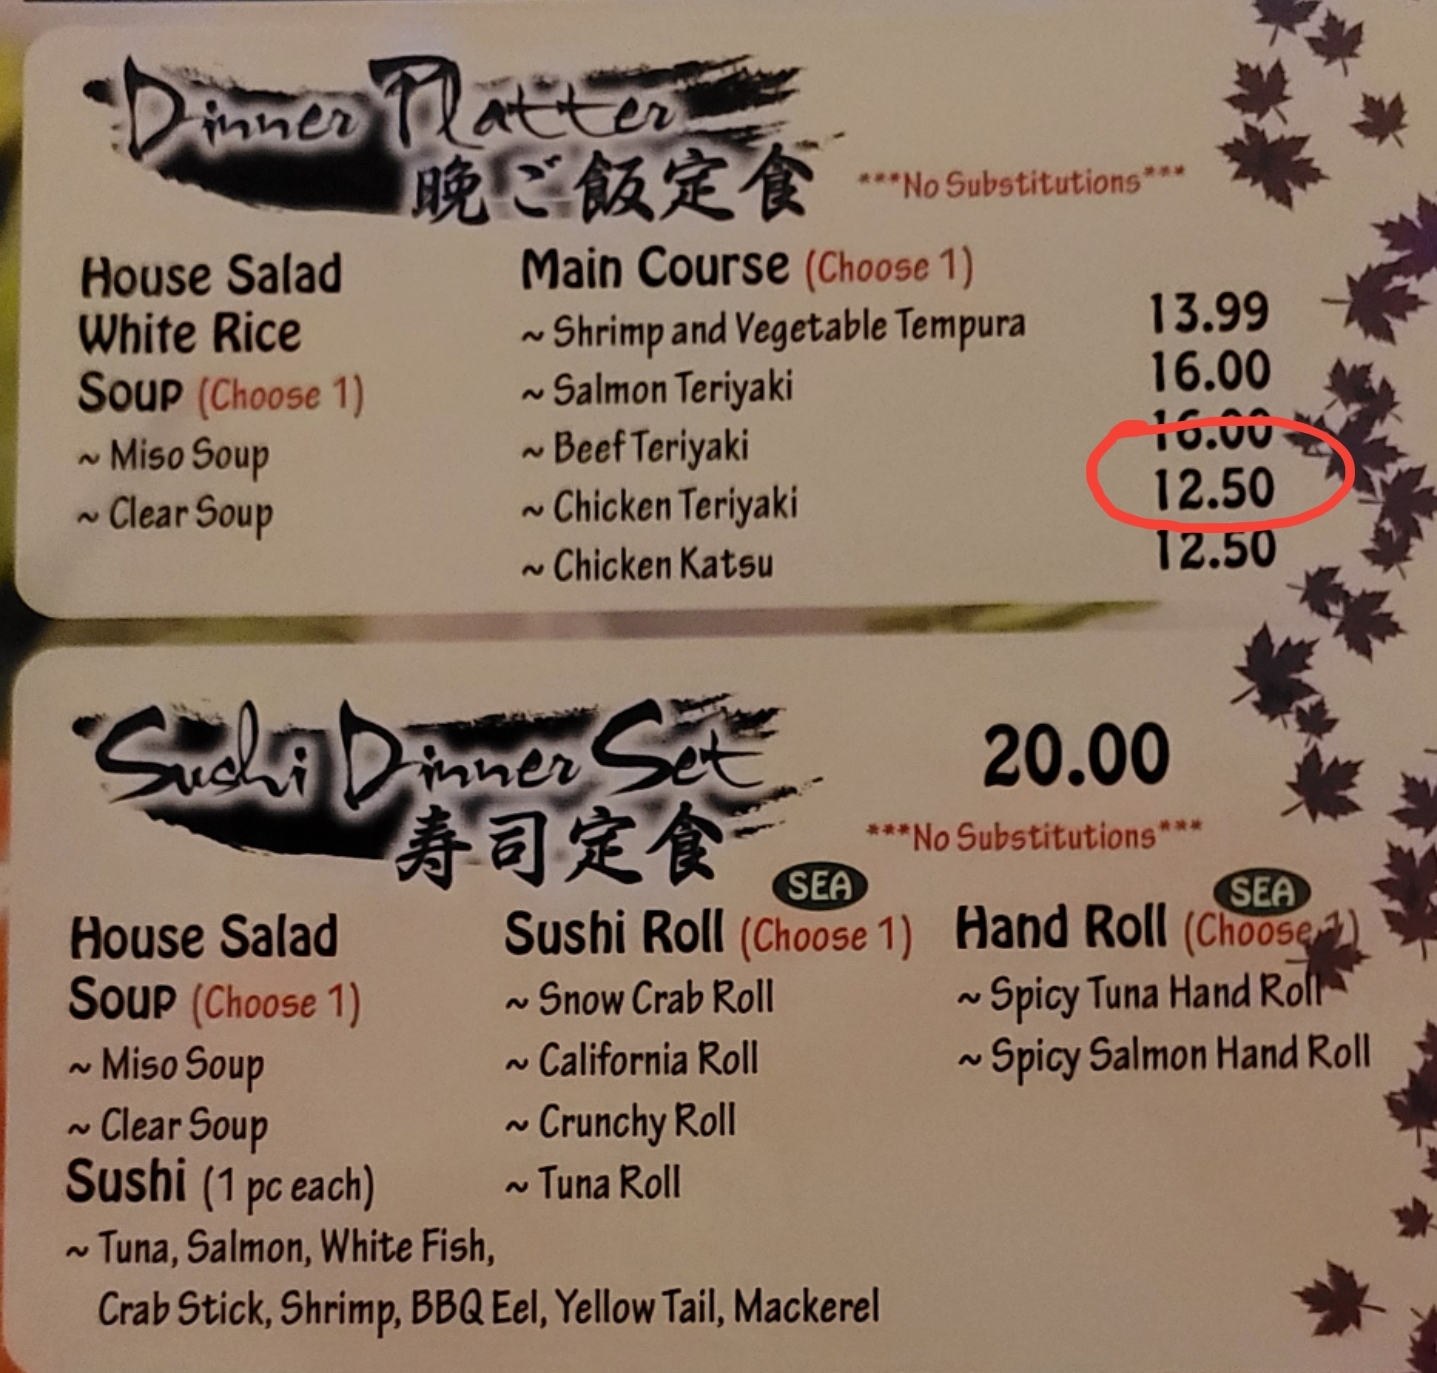 Dinner Platter
晩ご飯定食
***No Substitutions***
House Salad
White Rice
Soup (Choose 1)
~ Miso Soup
~ Clear Soup
Main Course (Choose 1)
~ Shrimp and Vegetable Tempura 13.99
~ Salmon Teriyaki 16.00
~ Beef Teriyaki 16.00
~ Chicken Teriyaki 12.50
~ Chicken Katsu 12.50
Sushi Dinner Set
寿司定食
20.00
***No Substitutions***
House Salad
Soup (Choose 1)
~ Miso Soup
~ Clear Soup
Sushi (1 pc each)
~ Tuna, Salmon, White Fish,
Crab Stick, Shrimp, BBQ Eel, Yellow Tail, Mackerel
SEA
Sushi Roll (Choose 1)
~ Snow Crab Roll
~ California Roll
~ Crunchy Roll
~ Tuna Roll
SEA
Hand Roll (Choose 1)
~ Spicy Tuna Hand Roll
~ Spicy Salmon Hand Roll